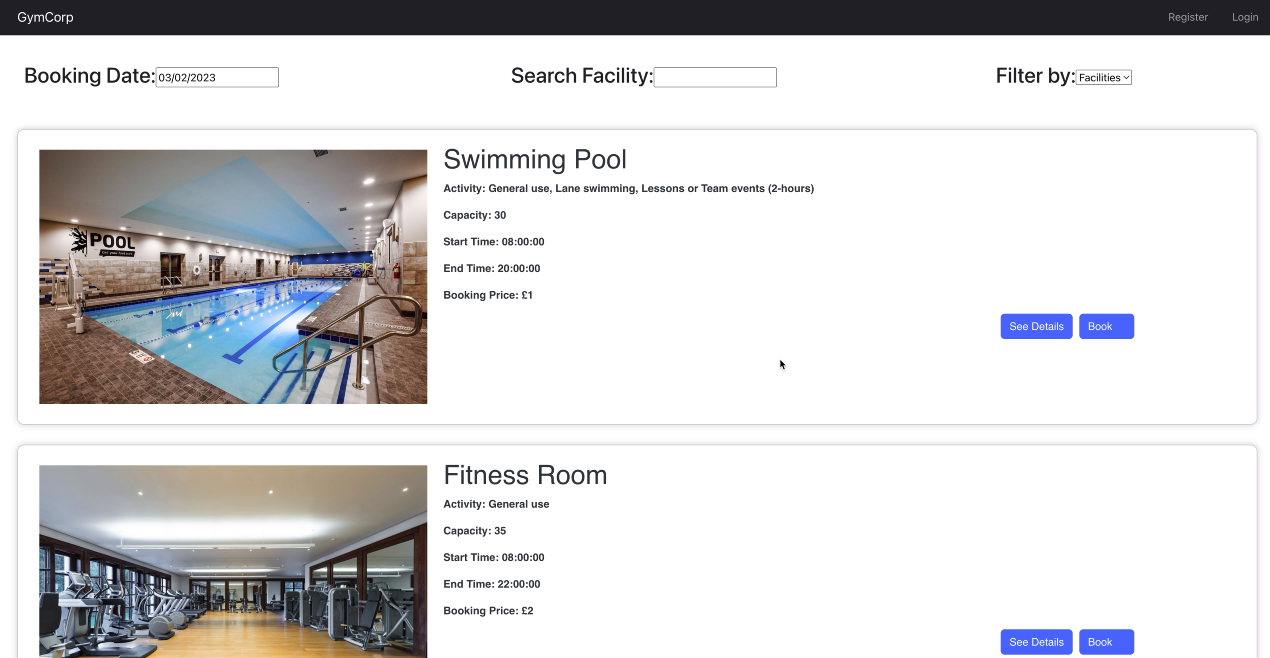 GymCorp Register Login
Booking Date: 03/02/2023 Search Facility: Filter by: Facilities
POOL
Swimming Pool
Activity: General use, Lane swimming, Lessons or Team events (2-hours)
Capacity: 30
Start Time: 08:00:00
End Time: 20:00:00
Booking Price: £1
See Details Book
Fitness Room
Activity: General use
Capacity: 35
Start Time: 08:00:00
End Time: 22:00:00
Booking Price: £2
See Details Book